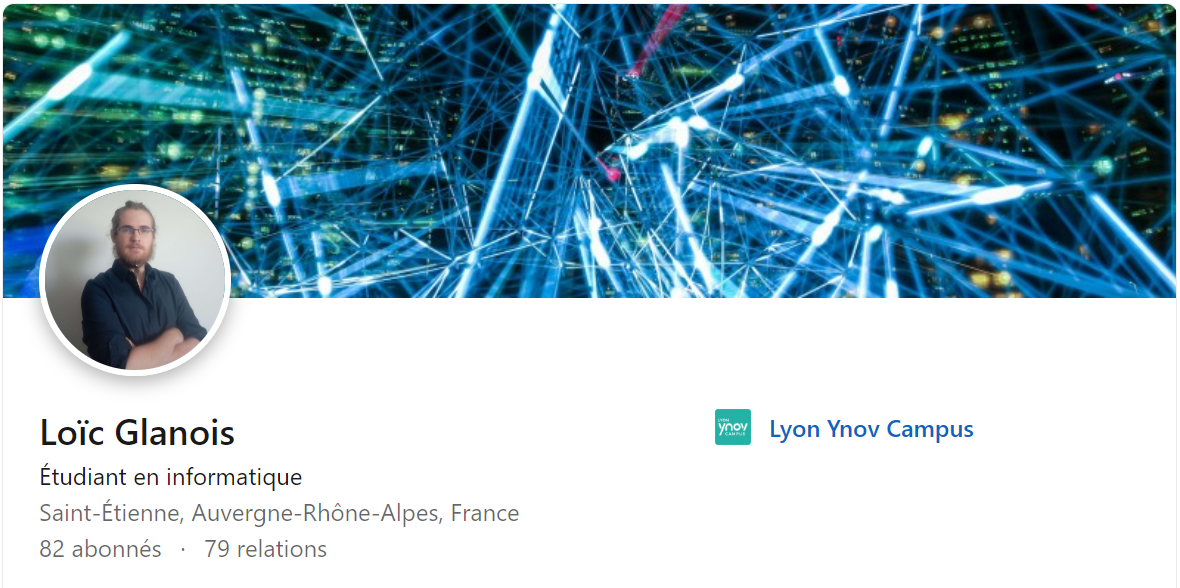 Loïc Glanois
Étudiant en informatique
Saint-Étienne, Auvergne-Rhône-Alpes, France
82 abonnés · 79 relations
LYON
ynov
CAMPUS
Lyon Ynov Campus